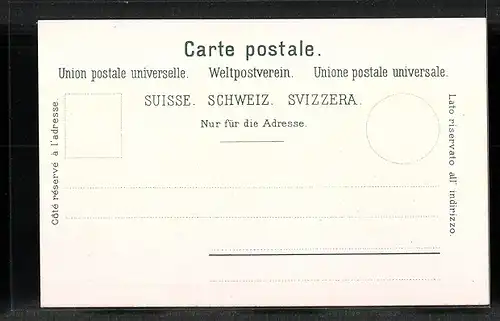 Carte postale.
Union postale universelle. Weltpostverein. Unione postale universale.
SUISSE. SCHWEIZ. SVIZZERA.
Nur für die Adresse.
Côté réservé à l'adresse.
Lato riservato all' indirizzo.